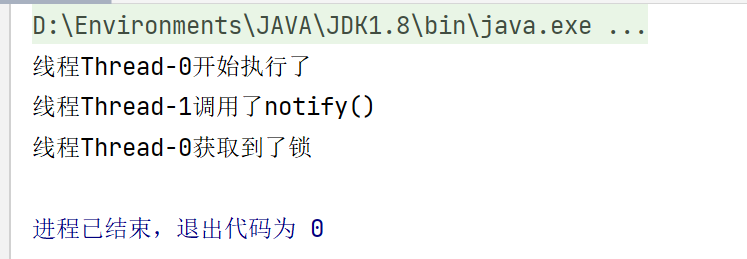 D:\Environments\JAVA\JDK1.8\bin\java.exe ...
线程Thread-0开始执行了
线程Thread-1调用了notify()
线程Thread-0获取到了锁
进程已结束，退出代码为 0